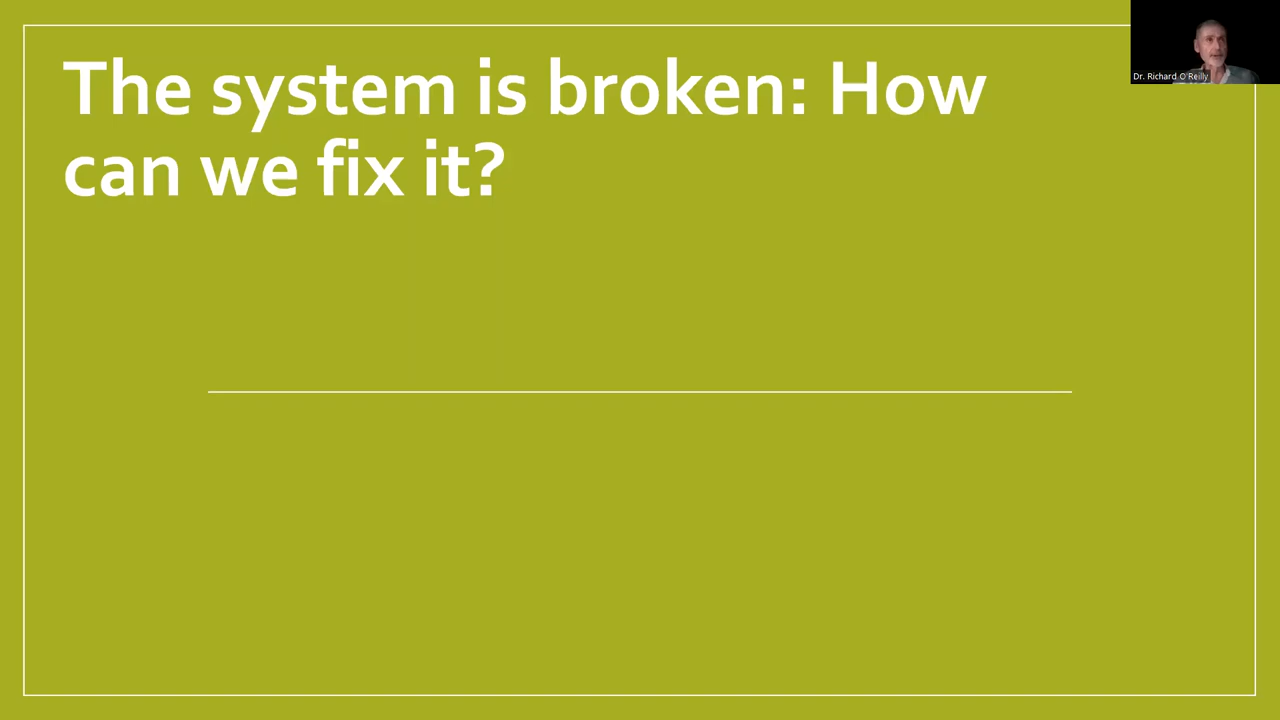 The system is broken: How
can we fix it?
Dr. Richard O'Reilly